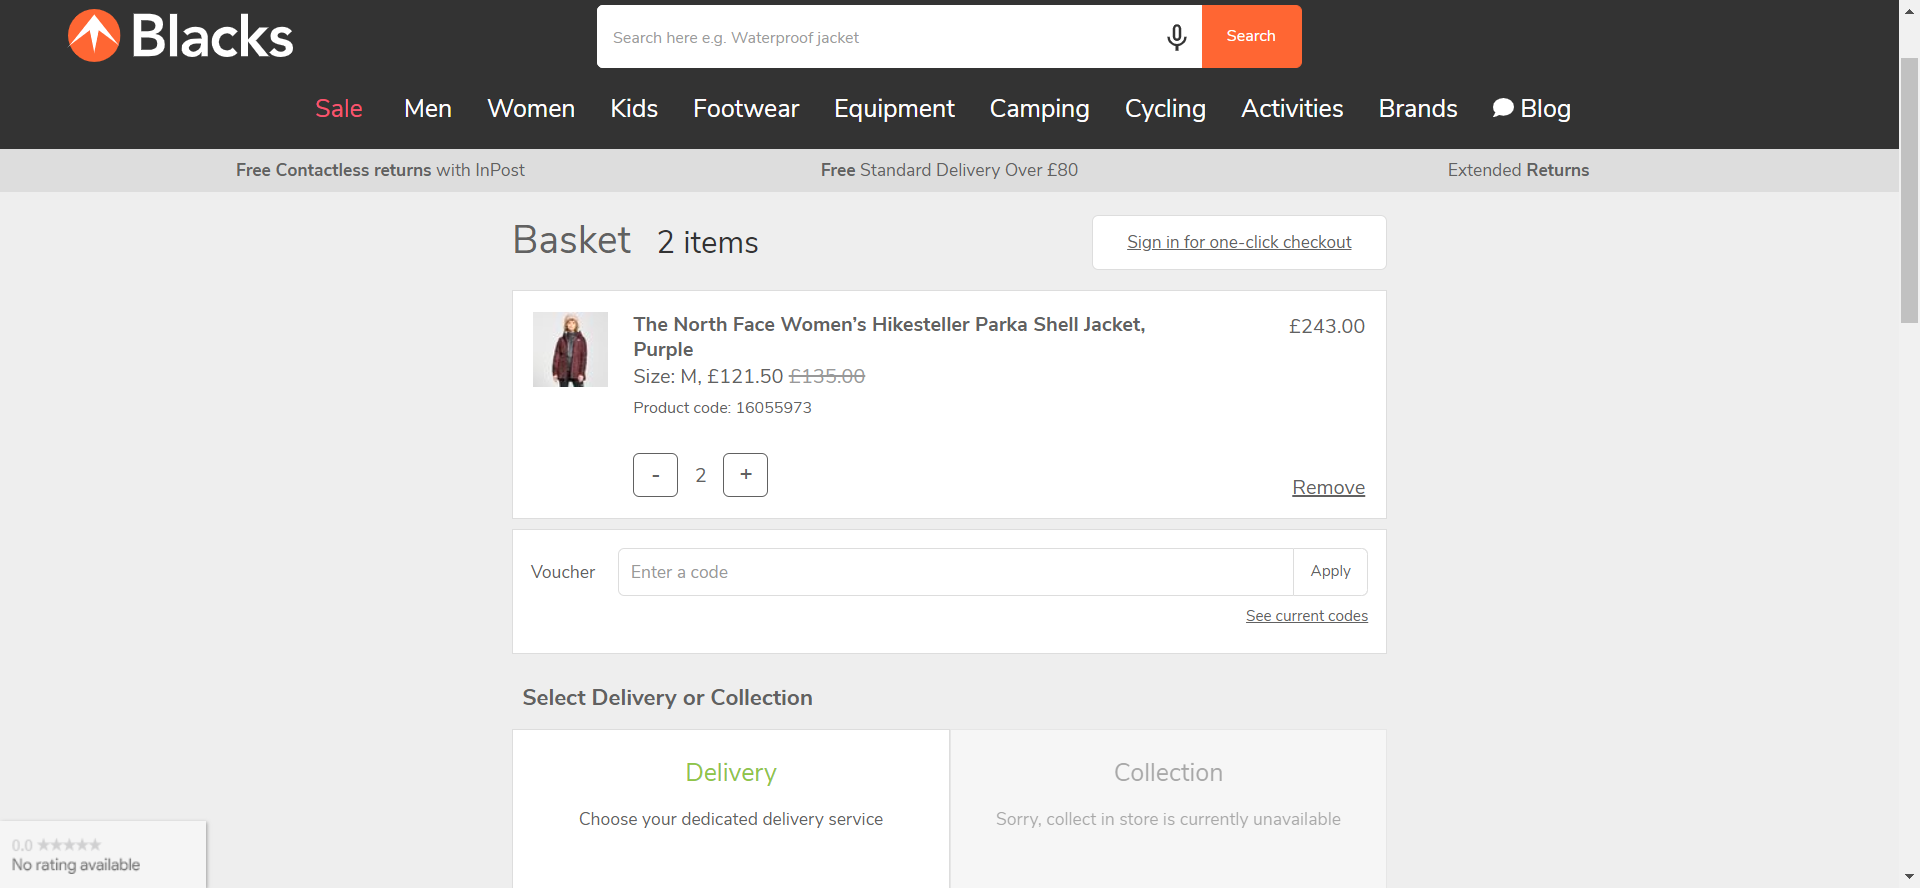 Blacks
Search here e.g. Waterproof jacket
Search
Sale Men Women Kids Footwear Equipment Camping Cycling Activities Brands Blog
Free Contactless returns with InPost
Free Standard Delivery Over £80
Extended Returns
Basket 2 items
Sign in for one-click checkout
The North Face Women’s Hikesteller Parka Shell Jacket,
Purple
£243.00
Size: M, £121.50 £135.00
Product code: 16055973
- 2 +
Remove
Voucher
Enter a code
Apply
See current codes
Select Delivery or Collection
Delivery
Choose your dedicated delivery service
Collection
Sorry, collect in store is currently unavailable
0.0 ★★★★★
No rating available